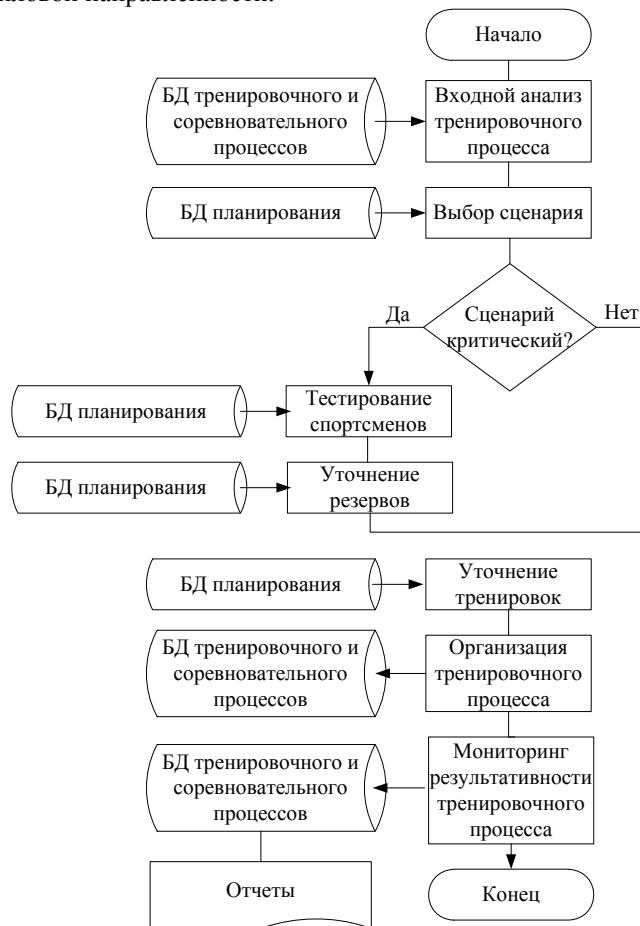 направленности.
Начало
БД тренировочного и
соревновательного
процессов
Входной анализ
тренировочного
процесса
БД планирования
Выбор сценария
Да
Сценарий
критический?
Нет
БД планирования
Тестирование
спортсменов
БД планирования
Уточнение
резервов
БД планирования
Уточнение
тренировок
БД тренировочного и
соревновательного
процессов
Организация
тренировочного
процесса
БД тренировочного и
соревновательного
процессов
Мониторинг
результативности
тренировочного
процесса
Отчеты
Конец